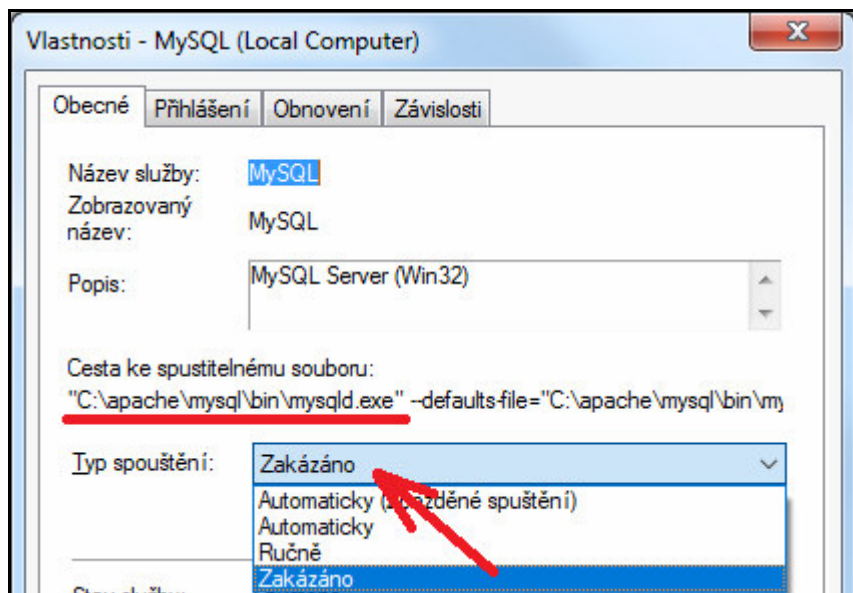 Vlastnosti - MySQL (Local Computer)
Obecné Přihlášení Obnovení Závislosti
Název služby: MySQL
Zobrazovaný
název: MySQL
Popis: MySQL Server (Win32)
Cesta ke spustitelnému souboru:
"C:\apache\mysql\bin\mysqld.exe" --defaults-file="C:\apache\mysql\bin\my
Typ spouštění: Zakázáno
Automaticky spuštění)
Automaticky
Ručně
Zakázáno